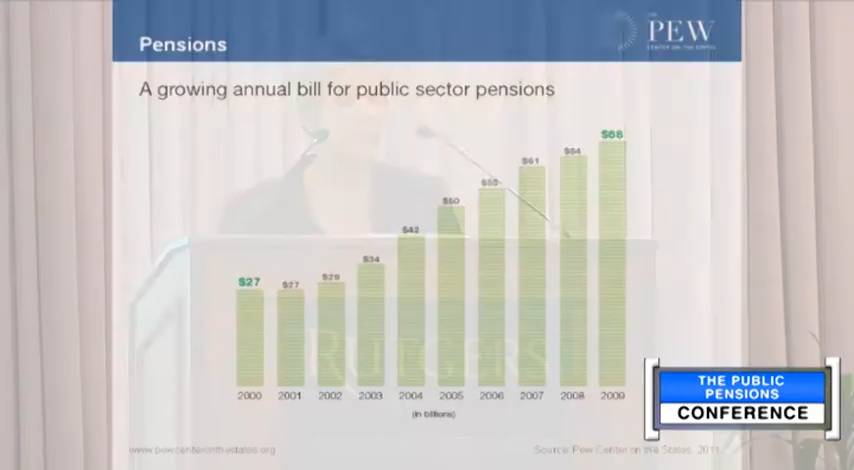 Pensions
THE
PEW
CENTER ON THE STATES
A growing annual bill for public sector pensions
$68
$64
$61
$55
$50
$42
$34
$29
$27
$27
RUTGERS
2000 2001 2002 2003 2004 2005 2006 2007 2008 2009
(in billions)
THE PUBLIC
PENSIONS
CONFERENCE
www.pewcenteronthestates.org
Source: Pew Center on the States, 2011